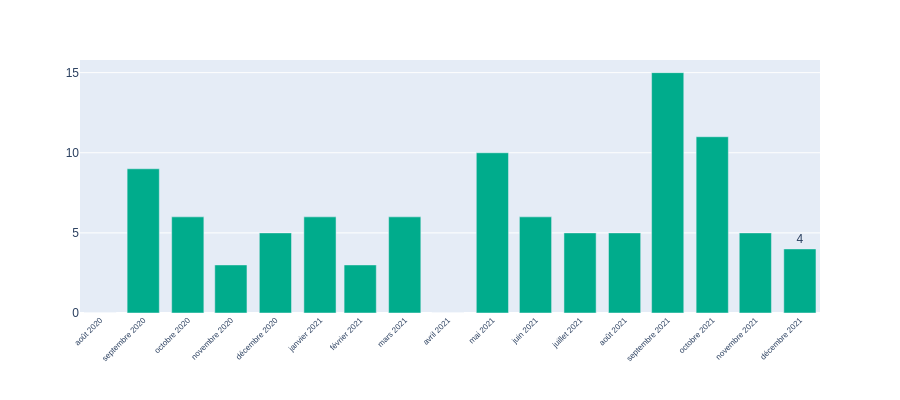 15
10
5
0
4
août 2020
septembre 2020
octobre 2020
novembre 2020
décembre 2020
janvier 2021
février 2021
mars 2021
avril 2021
mai 2021
juin 2021
juillet 2021
août 2021
septembre 2021
octobre 2021
novembre 2021
décembre 2021